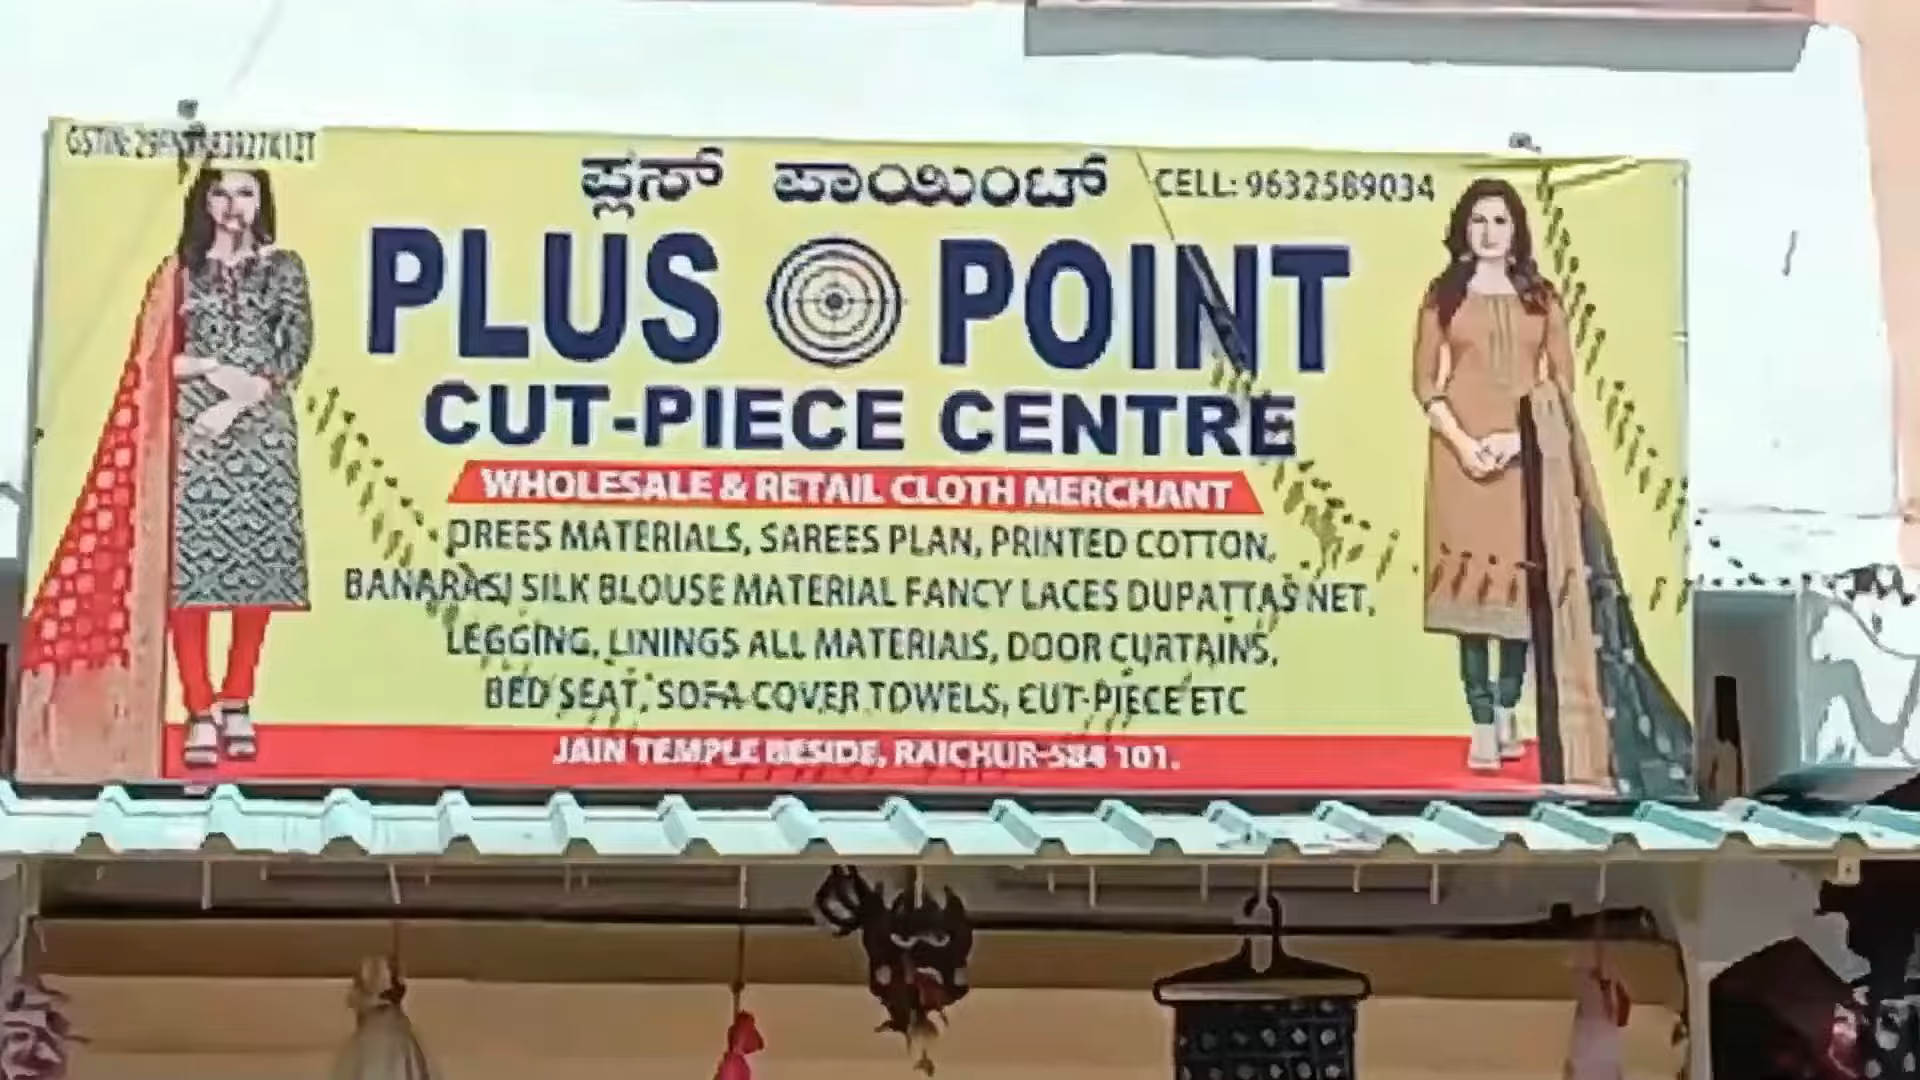 ಪ್ಲಸ್ ಪಾಯಿಂಟ್
CELL: 9632589034
PLUS POINT
CUT-PIECE CENTRE
WHOLESALE & RETAIL CLOTH MERCHANT
DREES MATERIALS, SAREES PLAN, PRINTED COTTON,
BANARASI SILK BLOUSE MATERIAL FANCY LACES DUPATTAS NET,
LEGGING, LININGS ALL MATERIAIS, DOOR CURTAINS,
BED SEAT, SOFA COVER TOWELS, CUT-PIECE ETC
JAIN TEMPLE BESIDE, RAICHUR-584 101.